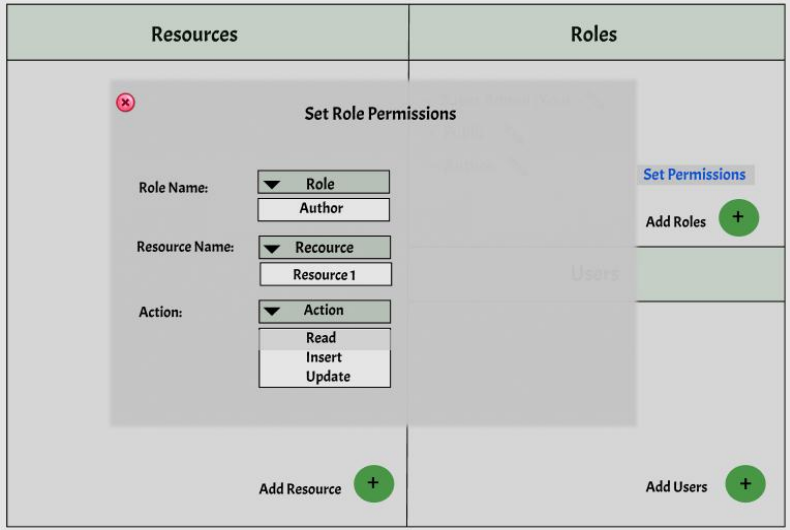 Resources
Roles
Set Role Permissions
Role Name:
Role
Author
Set Permissions
Add Roles
+
Resource Name:
Recource
Resource 1
Users
Action:
Action
Read
Insert
Update
Add Resource
+
Add Users
+